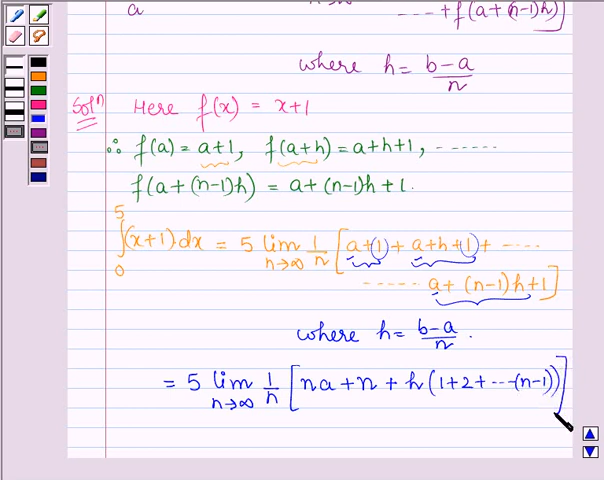 a ...... + f(a+(n-1)h)]
where h = b-a/n
Solⁿ Here f(x) = x+1
∴ f(a) = a+1, f(a+h) = a+h+1, ------
f(a+(n-1)h) = a+(n-1)h+1.
∫₀⁵(x+1)dx = 5 lim n→∞ 1/n [a+1 + a+h+1 + ....
...... a+(n-1)h+1]
where h = b-a/n.
= 5 lim n→∞ 1/n [na+n+h(1+2+---(n-1))]